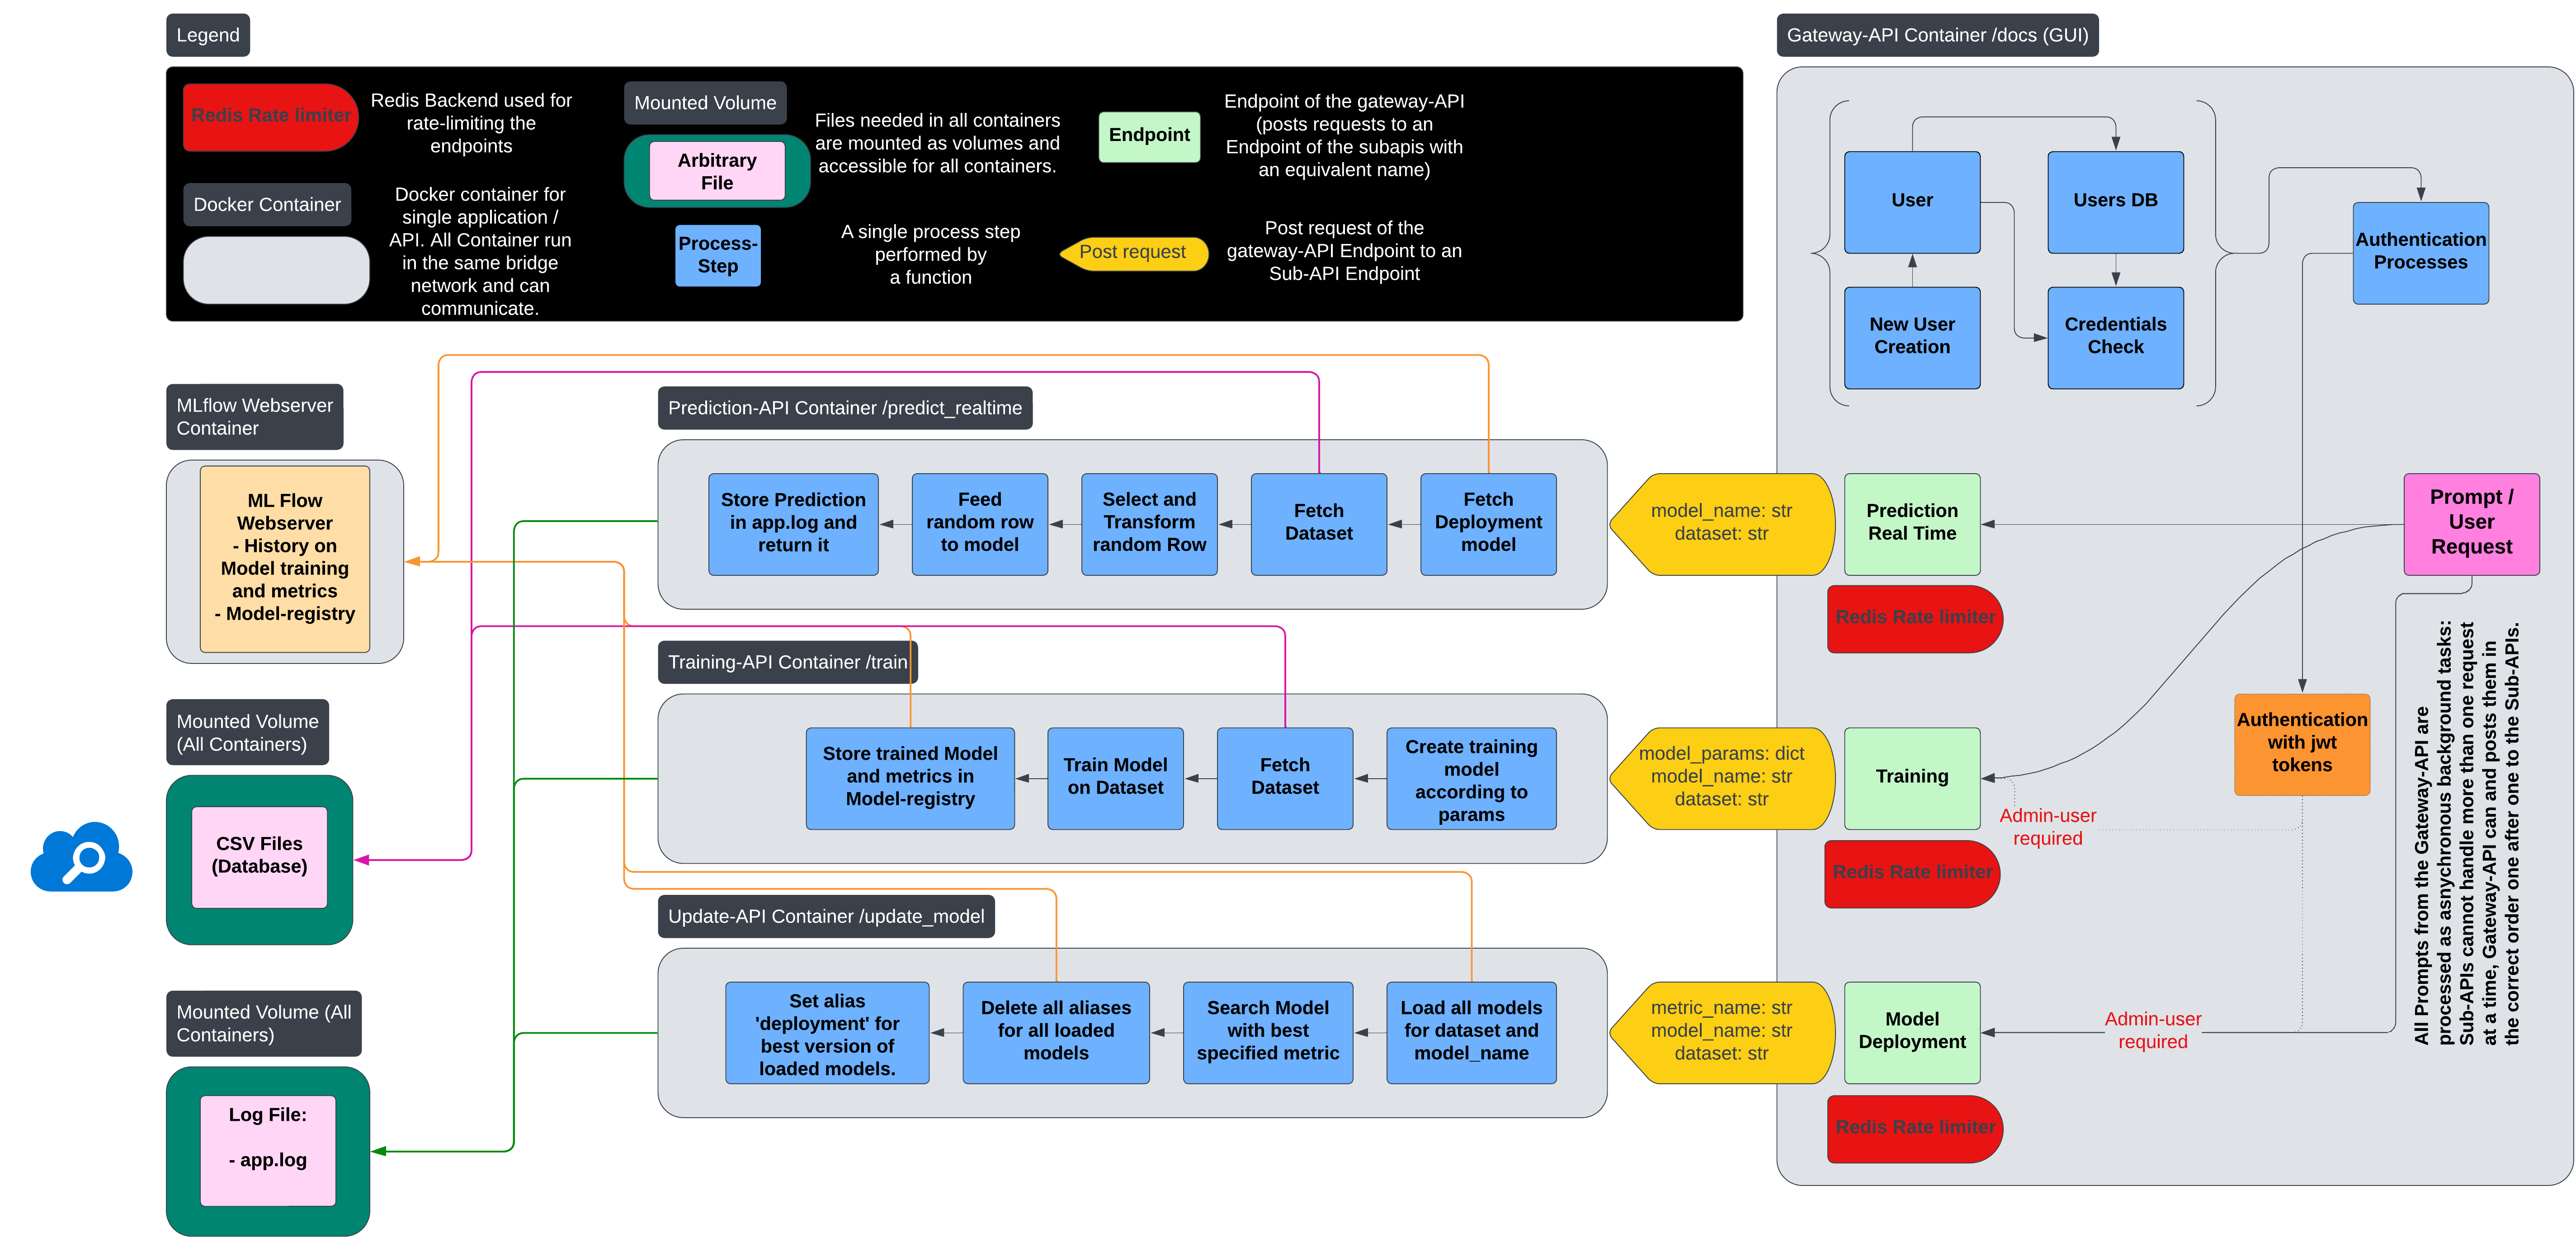 Legend
Redis Rate limiter
Redis Backend used for
rate-limiting the
endpoints
Docker Container
Docker container for
single application /
API. All Container run
in the same bridge
network and can
communicate.
Mounted Volume
Arbitrary
File
Files needed in all containers
are mounted as volumes and
accessible for all containers.
Process-
Step
A single process step
performed by
a function
Endpoint
Endpoint of the gateway-API
(posts requests to an
Endpoint of the subapis with
an equivalent name)
Post request
Post request of the
gateway-API Endpoint to an
Sub-API Endpoint
Gateway-API Container /docs (GUI)
User
Users DB
New User
Creation
Credentials
Check
Authentication
Processes
MLflow Webserver
Container
ML Flow
Webserver
- History on
Model training
and metrics
- Model-registry
Prediction-API Container /predict_realtime
Store Prediction
in app.log and
return it
Feed
random row
to model
Select and
Transform
random Row
Fetch
Dataset
Fetch
Deployment
model
model_name: str
dataset: str
Prediction
Real Time
Redis Rate limiter
Prompt /
User
Request
Mounted Volume
(All Containers)
CSV Files
(Database)
Training-API Container /train
Store trained Model
and metrics in
Model-registry
Train Model
on Dataset
Fetch
Dataset
Create training
model
according to
params
model_params: dict
model_name: str
dataset: str
Training
Redis Rate limiter
Admin-user
required
Authentication
with jwt
tokens
All Prompts from the Gateway-API are
processed as asnychronous background tasks:
Sub-APIs cannot handle more than one request
at a time, Gateway-API can and posts them in
the correct order one after one to the Sub-APIs.
Mounted Volume (All
Containers)
Log File:
- app.log
Update-API Container /update_model
Set alias
'deployment' for
best version of
loaded models.
Delete all aliases
for all loaded
models
Search Model
with best
specified metric
Load all models
for dataset and
model_name
metric_name: str
model_name: str
dataset: str
Model
Deployment
Admin-user
required
Redis Rate limiter